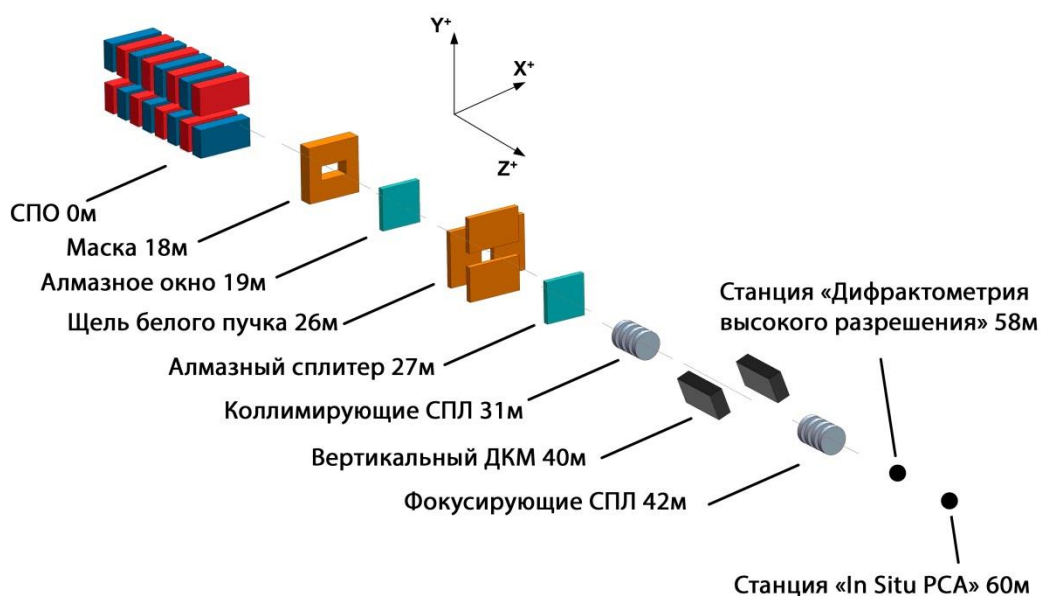 Y⁺
X⁺
Z⁺
СПО 0м
Маска 18м
Алмазное окно 19м
Щель белого пучка 26м
Алмазный сплитер 27м
Коллимирующие СПЛ 31м
Вертикальный ДКМ 40м
Фокусирующие СПЛ 42м
Станция «Дифрактометрия
высокого разрешения» 58м
Станция «In Situ РСА» 60м